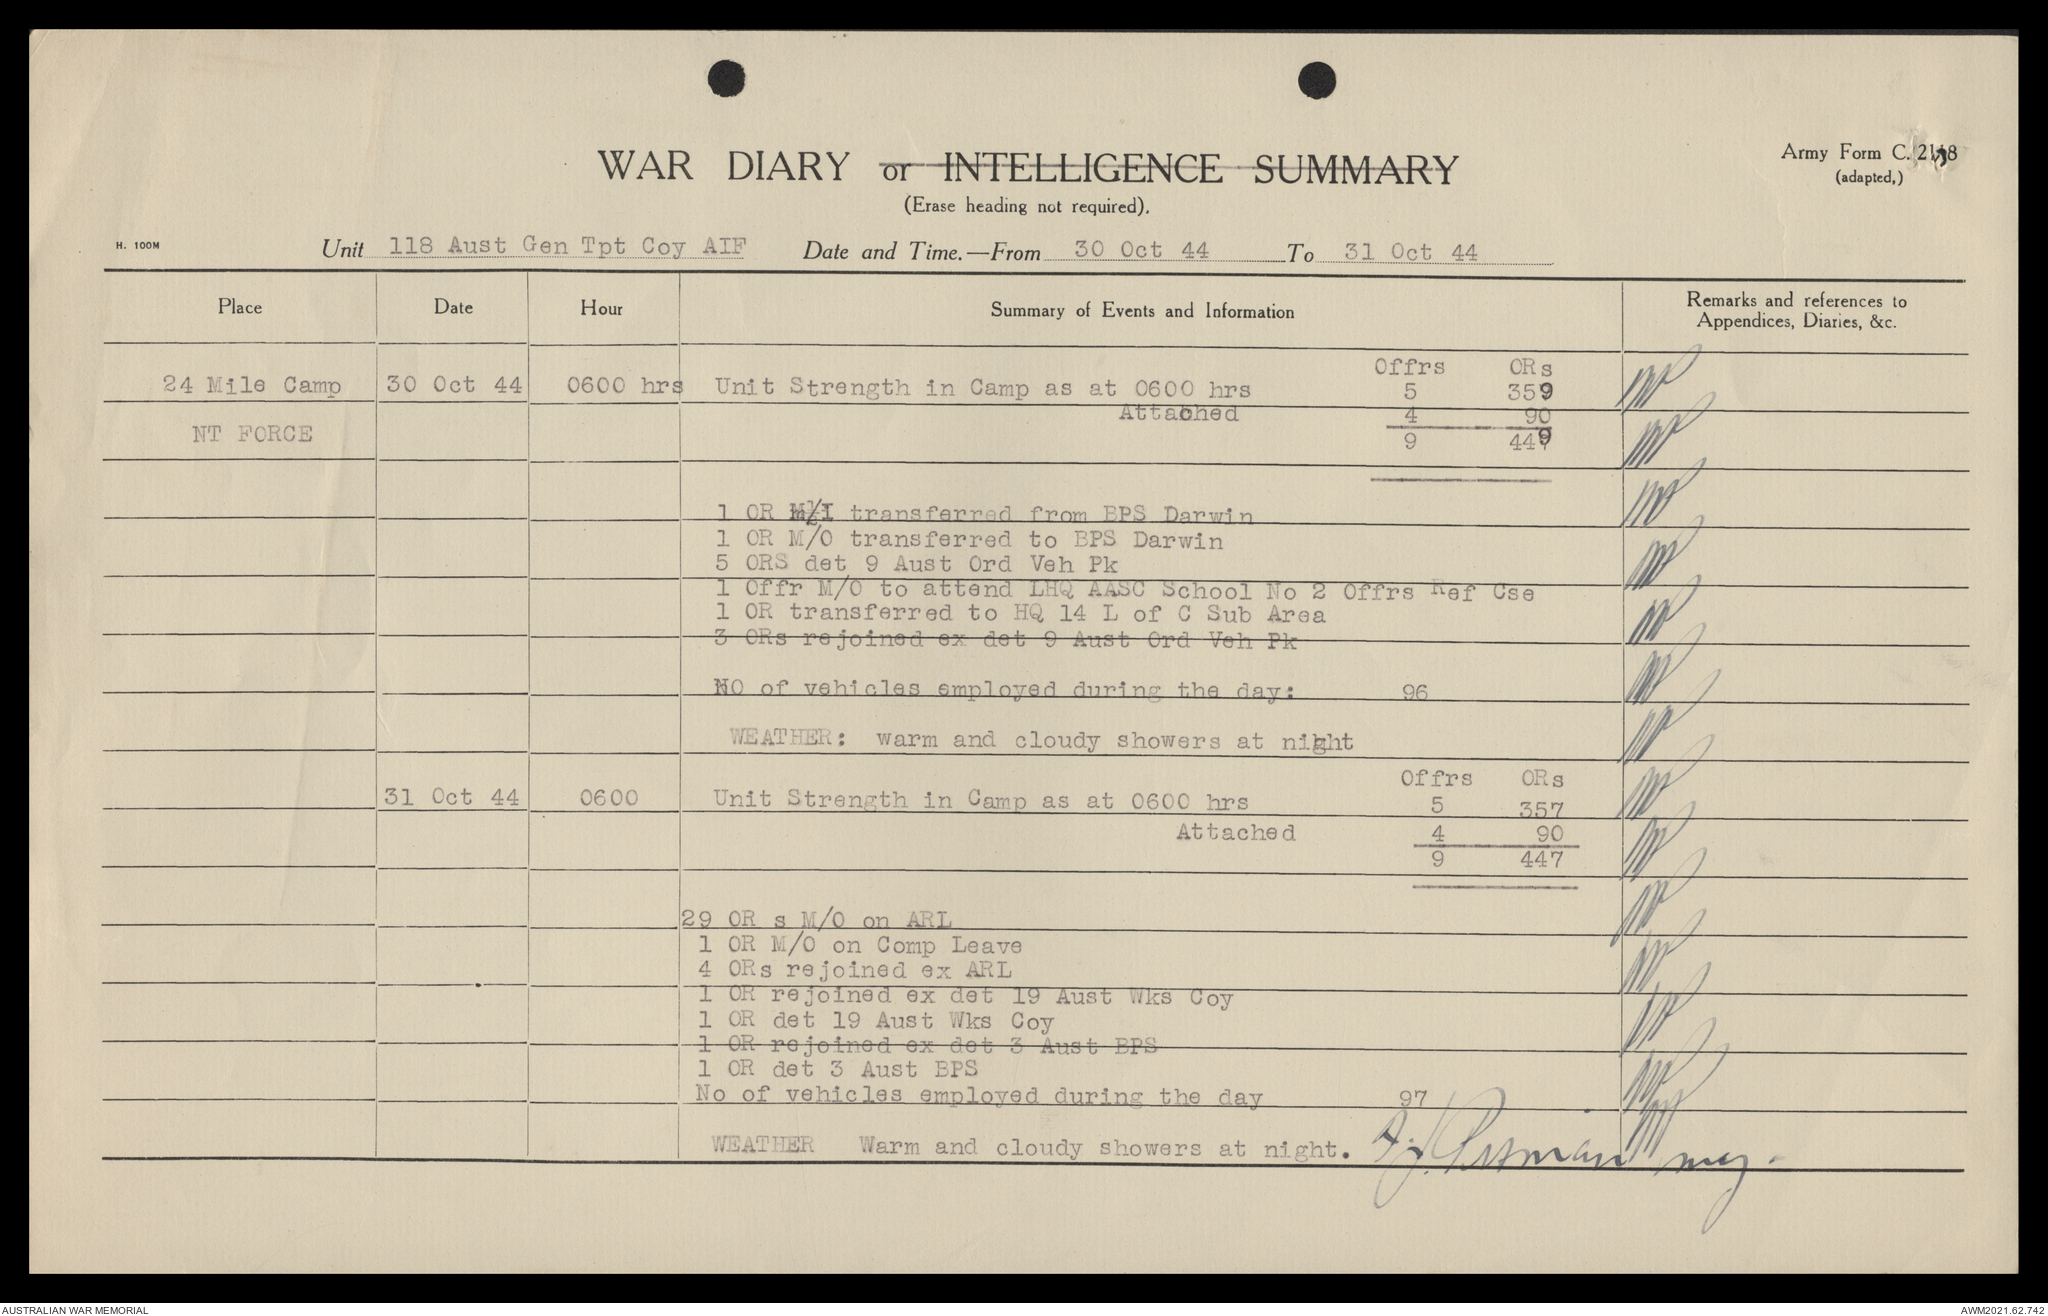 WAR DIARY or INTELLIGENCE SUMMARY
(Erase heading not required).
Army Form C. 2118
(adapted,)
H. 100M
Unit 118 Aust Gen Tpt Coy AIF Date and Time.—From 30 Oct 44 To 31 Oct 44
Place Date Hour Summary of Events and Information Remarks and references to Appendices, Diaries, &c.
Offrs ORs
24 Mile Camp 30 Oct 44 0600 hrs Unit Strength in Camp as at 0600 hrs 5 359
Attached 4 90
NT FORCE 9 449
1 OR M/I transferred from BPS Darwin
1 OR M/O transferred to BPS Darwin
5 ORS det 9 Aust Ord Veh Pk
1 Offr M/O to attend LHQ AASC School No 2 Offrs Ref Cse
1 OR transferred to HQ 14 L of C Sub Area
3 ORs rejoined ex det 9 Aust Ord Veh Pk
NO of vehicles employed during the day: 96
WEATHER: warm and cloudy showers at night
Offrs ORs
31 Oct 44 0600 Unit Strength in Camp as at 0600 hrs 5 357
Attached 4 90
9 447
29 OR s M/O on ARL
1 OR M/O on Comp Leave
4 ORs rejoined ex ARL
1 OR rejoined ex det 19 Aust Wks Coy
1 OR det 19 Aust Wks Coy
1 OR rejoined ex det 3 Aust BPS
1 OR det 3 Aust BPS
No of vehicles employed during the day 97
WEATHER Warm and cloudy showers at night.
Pitman Maj.
AUSTRALIAN WAR MEMORIAL
AWM2021.62.742